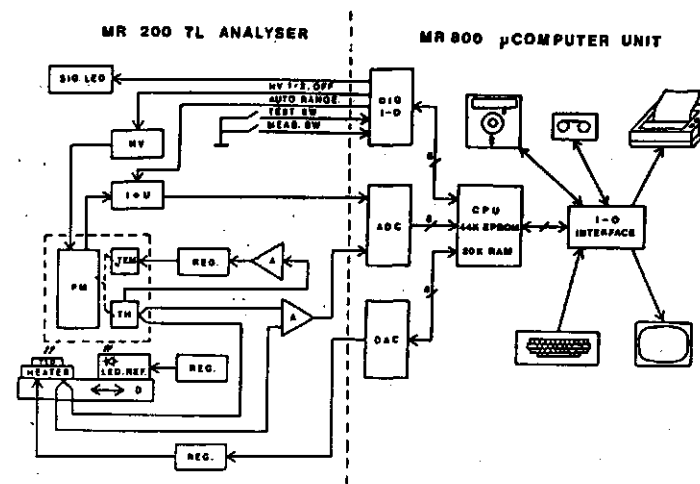 MR 200 TL ANALYSER
MR 800 µCOMPUTER UNIT
SIG. LED
HV 1/2, OFF
AUTO RANGE.
TEST SW
MEAS. SW
DIG
I-O
HV
I→U
ADC
8
8
8
CPU
44K EPROM
20K RAM
I-O
INTERFACE
PM
TEM
REG.
A
TH
A
DAC
TLD
HEATER
LED.REF.
REG.
D
REG.